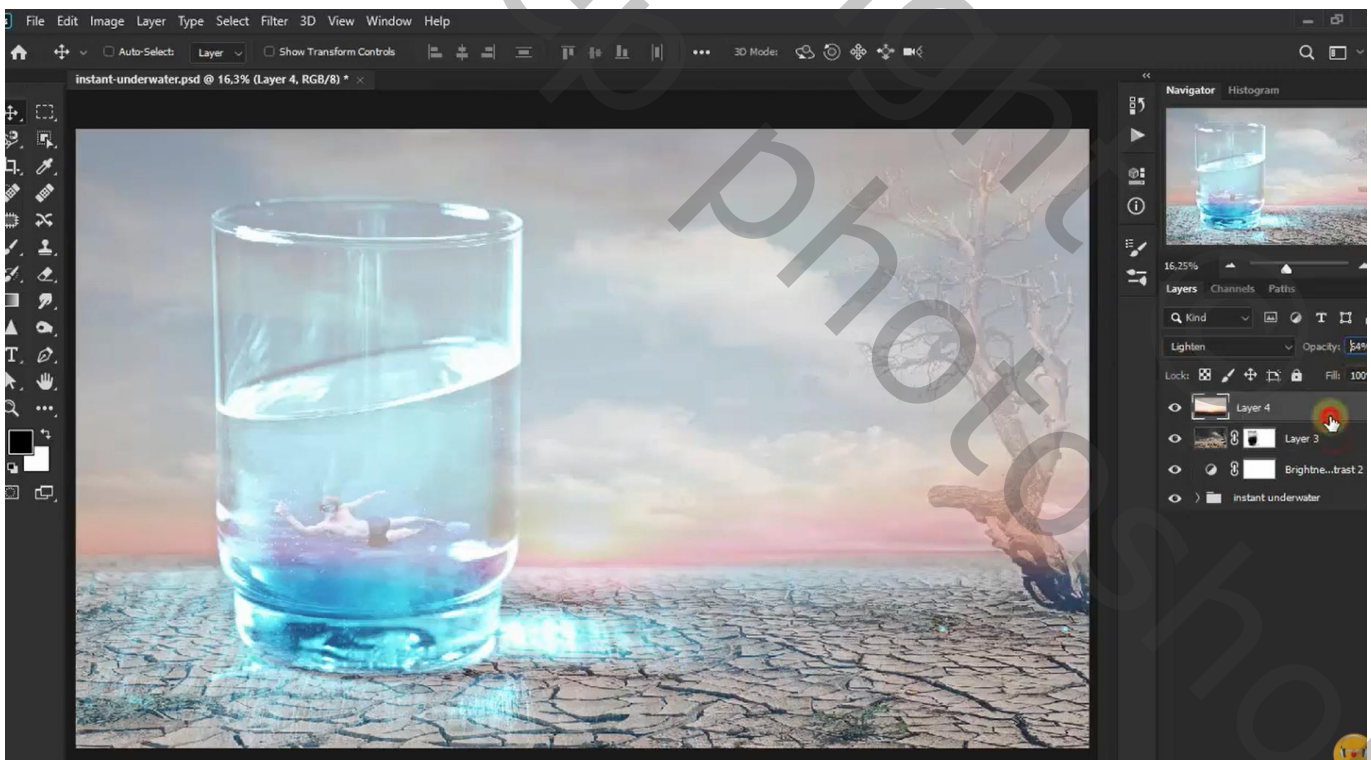 File Edit Image Layer Type Select Filter 3D View Window Help
Auto-Select: Layer Show Transform Controls 3D Mode:
instant-underwater.psd @ 16,3% (Layer 4, RGB/8) * ×
Navigator Histogram
16,25%
Layers Channels Paths
Kind
Lighten Opacity: 54%
Lock: Fill: 100
Layer 4
Layer 3
Brightne...trast 2
instant underwater